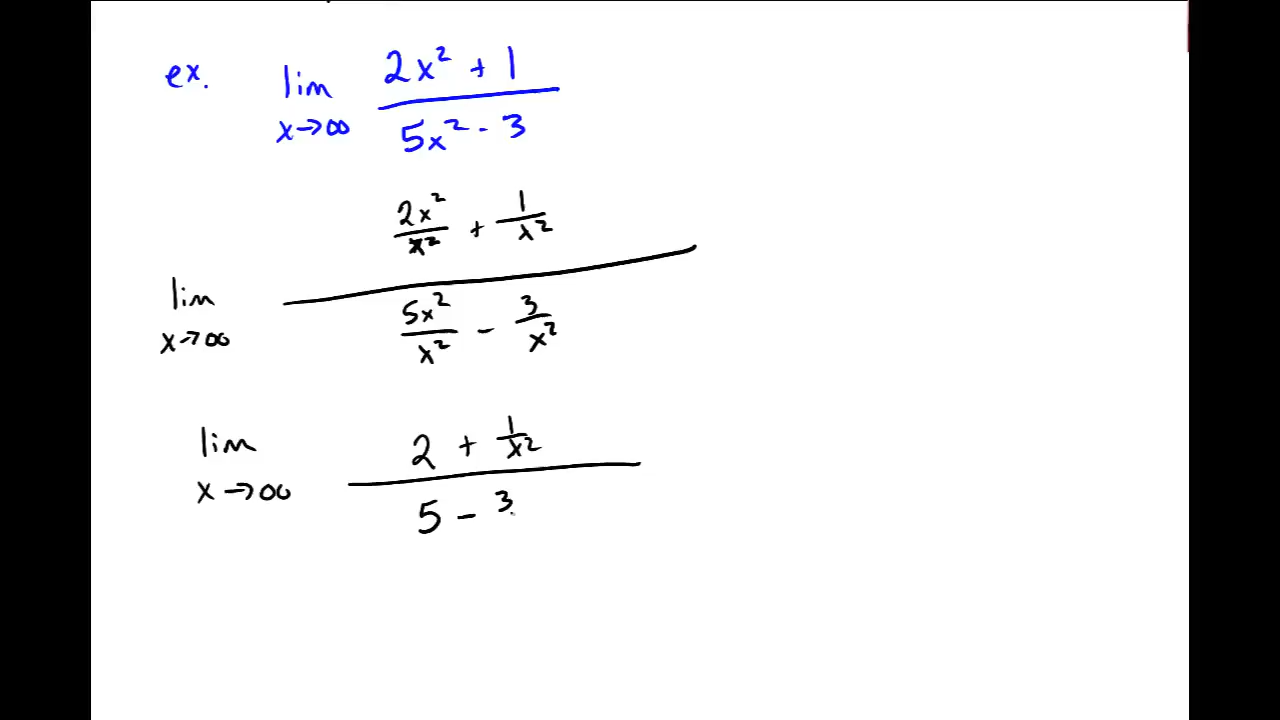 ex. lim x→∞ (2x² + 1)/(5x² - 3)
lim x→∞ (2x²/x² + 1/x²)/(5x²/x² - 3/x²)
lim x→∞ (2 + 1/x²)/(5 - 3